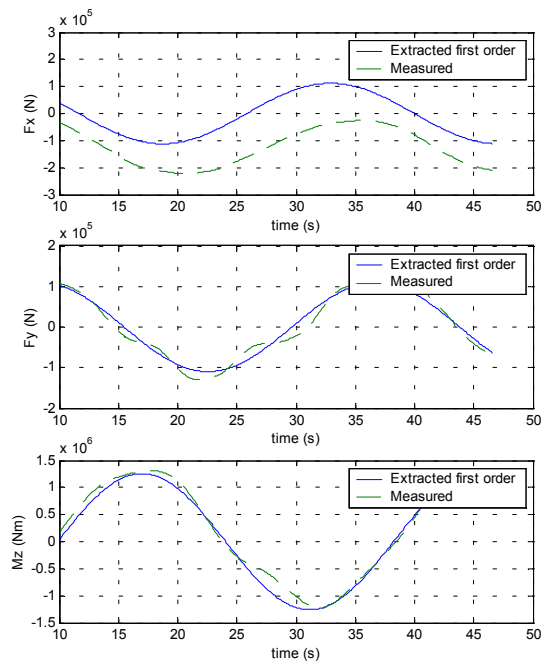 x 10^5
3
2
1
0
-1
-2
-3
Fx (N)
Extracted first order
Measured
10 15 20 25 30 35 40 45 50
time (s)
x 10^5
2
1
0
-1
-2
Fy (N)
Extracted first order
Measured
10 15 20 25 30 35 40 45 50
time (s)
x 10^6
1.5
1
0.5
0
-0.5
-1
-1.5
Mz (Nm)
Extracted first order
Measured
10 15 20 25 30 35 40 45 50
time (s)